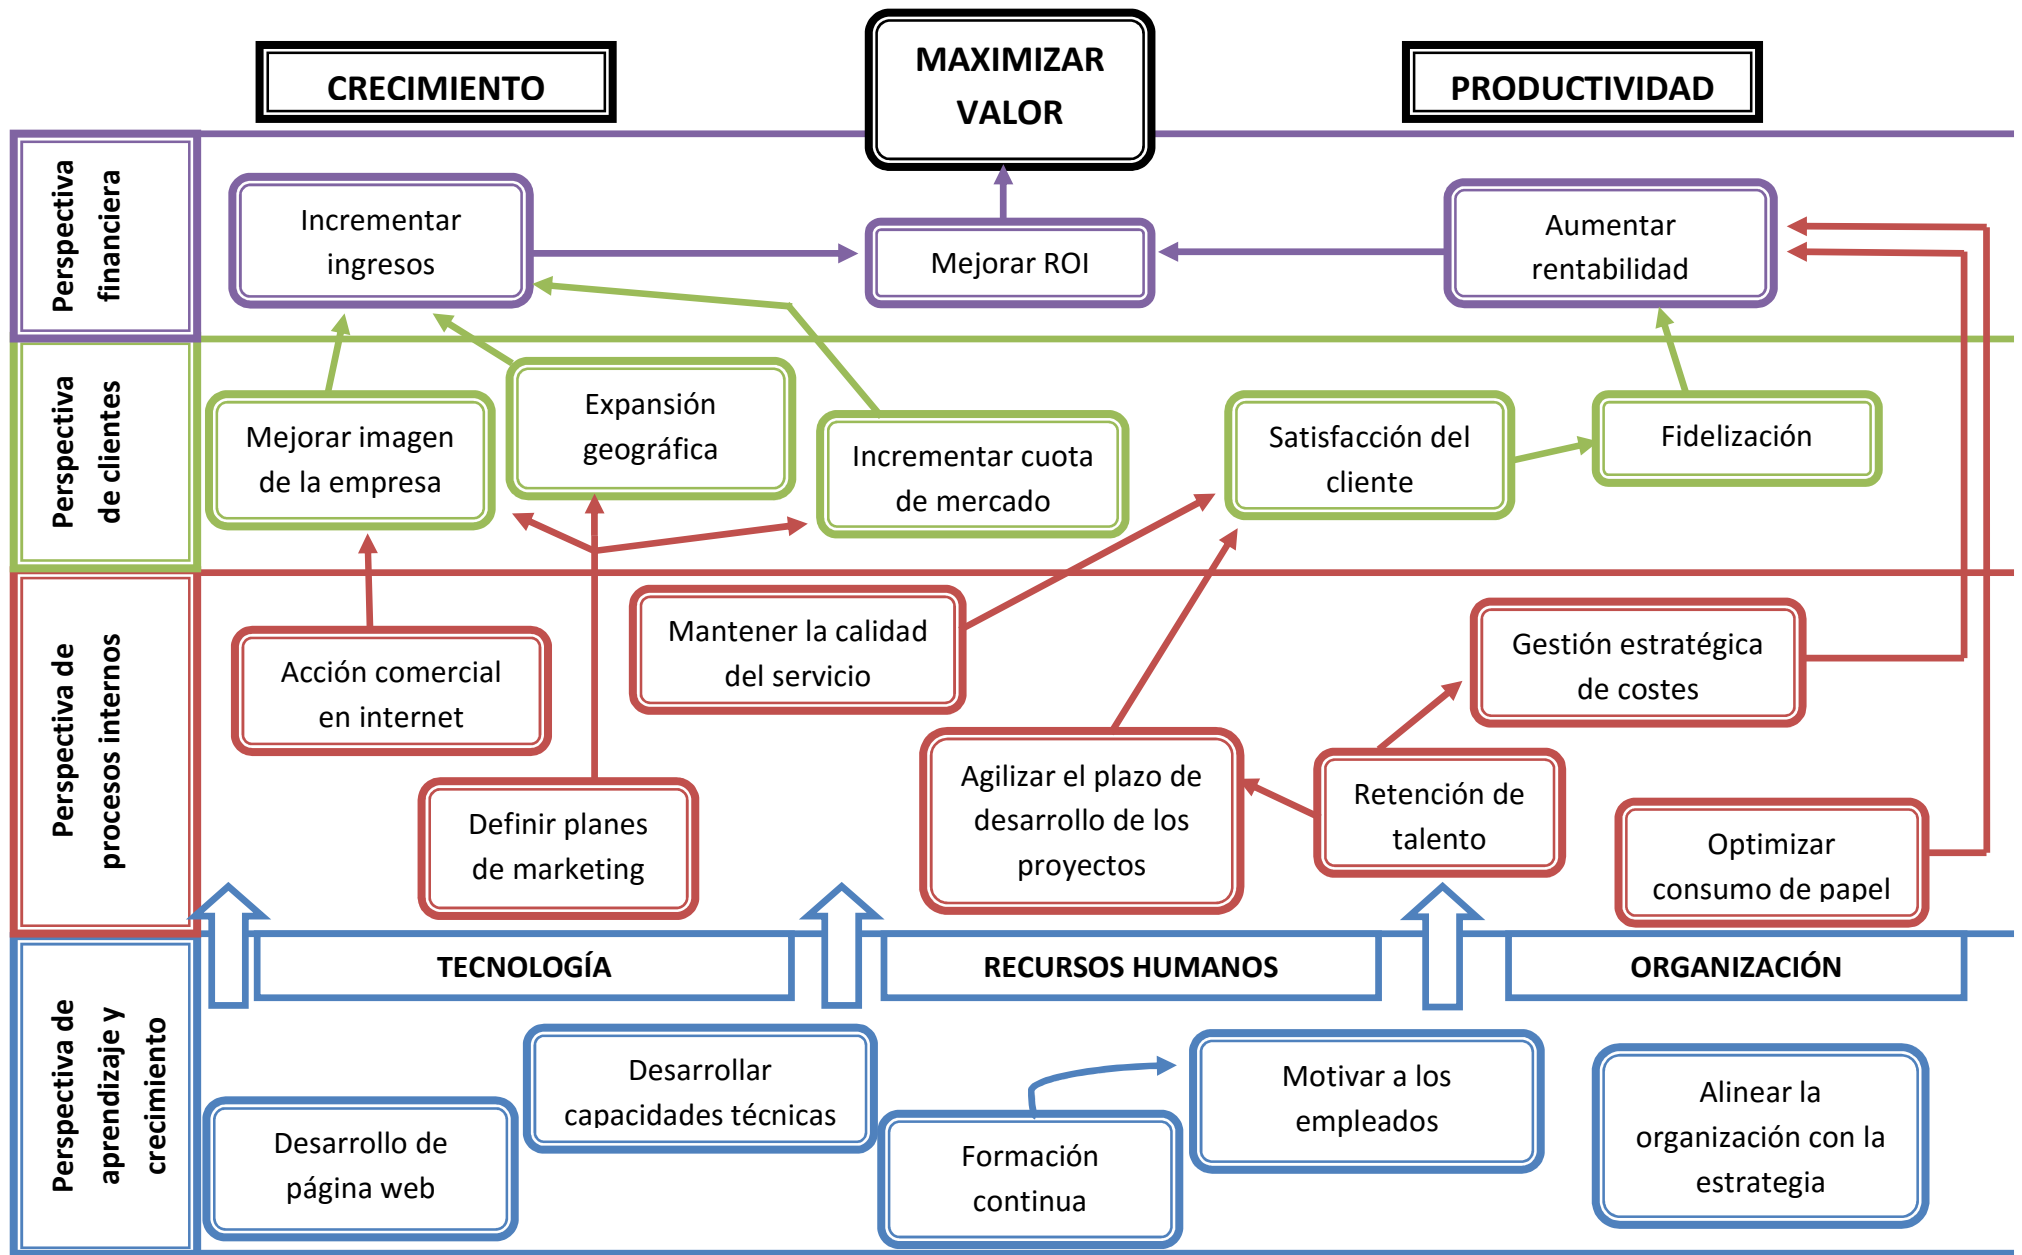 CRECIMIENTO
MAXIMIZAR
VALOR
PRODUCTIVIDAD
Perspectiva
financiera
Incrementar
ingresos
Mejorar ROI
Aumentar
rentabilidad
Perspectiva
de clientes
Mejorar imagen
de la empresa
Expansión
geográfica
Incrementar cuota
de mercado
Satisfacción del
cliente
Fidelización
Perspectiva de
procesos internos
Acción comercial
en internet
Definir planes
de marketing
Mantener la calidad
del servicio
Agilizar el plazo de
desarrollo de los
proyectos
Retención de
talento
Gestión estratégica
de costes
Optimizar
consumo de papel
Perspectiva de
aprendizaje y
crecimiento
TECNOLOGÍA
RECURSOS HUMANOS
ORGANIZACIÓN
Desarrollo de
página web
Desarrollar
capacidades técnicas
Formación
continua
Motivar a los
empleados
Alinear la
organización con la
estrategia